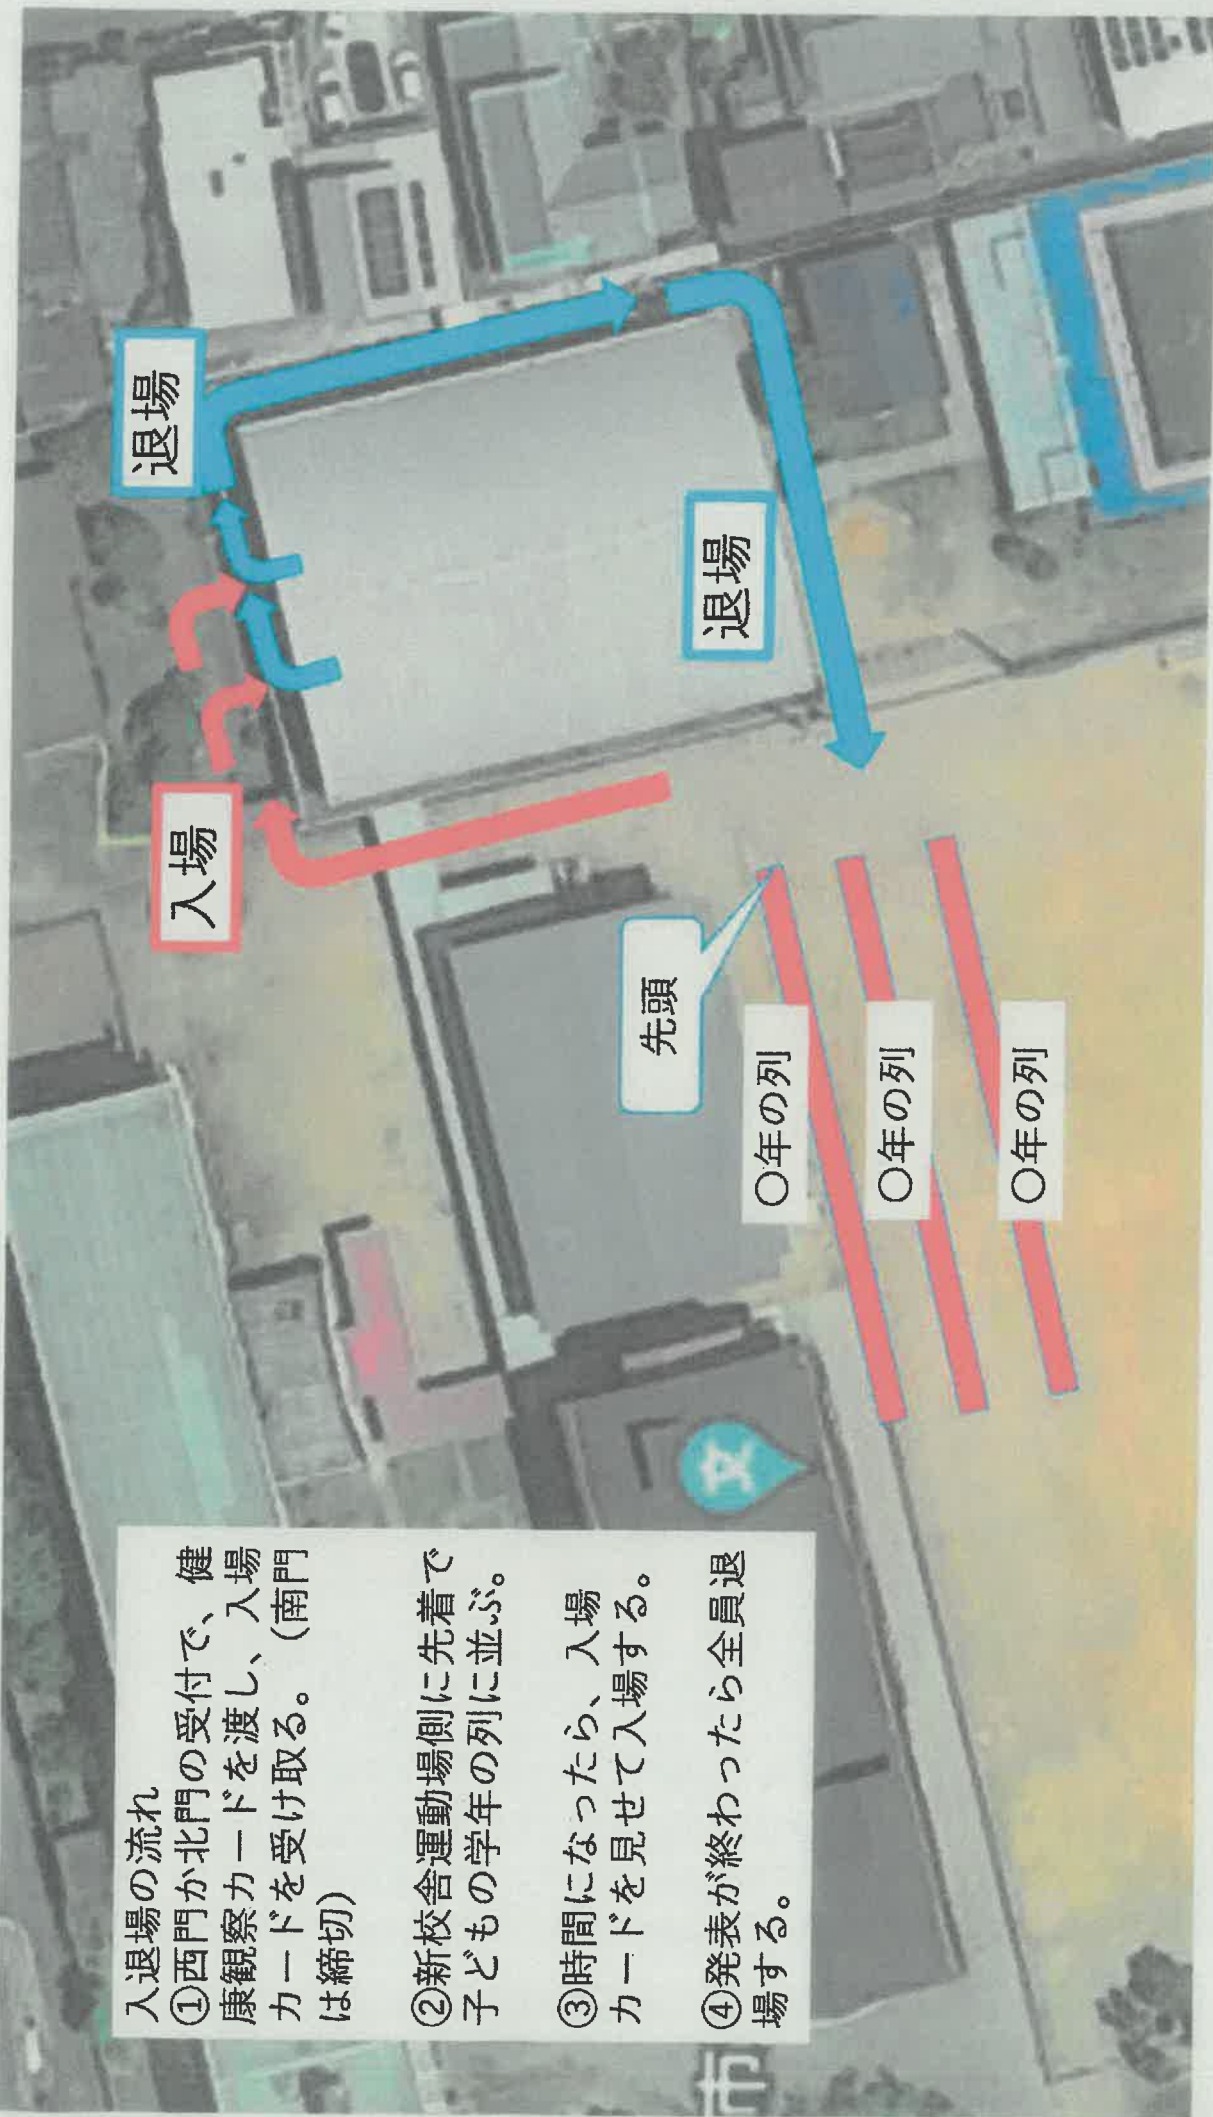 入退場の流れ
①西門か北門の受付で、健
康観察カードを渡し、入場
カードを受け取る。（南門
は締切）
②新校舎運動場側に先着で
子どもの学年の列に並ぶ。
③時間になったら、入場
カードを見せて入場する。
④発表が終わったら全員退
場する。
入場
退場
退場
先頭
〇年の列
〇年の列
〇年の列
文
市